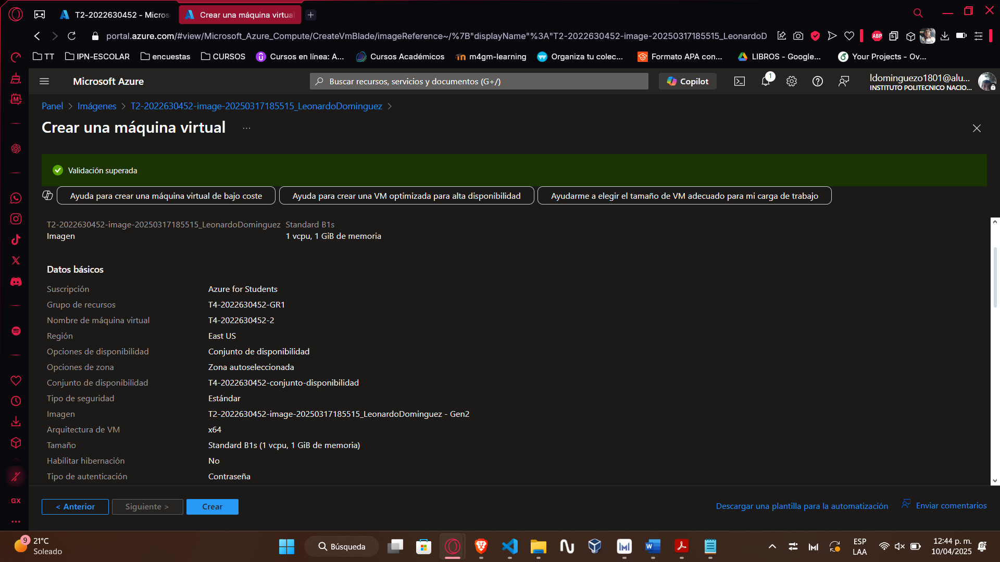 T2-2022630452 - Micros
Crear una máquina virtual
portal.azure.com/#view/Microsoft_Azure_Compute/CreateVmBlade/imageReference~/%7B"displayName"%3A"T2-2022630452-image-20250317185515_LeonardoD
ABP
TT
IPN-ESCOLAR
encuestas
CURSOS
Cursos en línea: A...
Cursos Académicos
m4gm-learning
Organiza tu colec...
Formato APA con...
LIBROS - Google...
Your Projects - Ov...
Microsoft Azure
Buscar recursos, servicios y documentos (G+/)
Copilot
1
ldominguezo1801@alu...
INSTITUTO POLITECNICO NACIO...
Panel > Imágenes > T2-2022630452-image-20250317185515_LeonardoDominguez >
Crear una máquina virtual ...
Validación superada
Ayuda para crear una máquina virtual de bajo coste
Ayuda para crear una VM optimizada para alta disponibilidad
Ayudarme a elegir el tamaño de VM adecuado para mi carga de trabajo
T2-2022630452-image-20250317185515_LeonardoDominguez
Imagen
Standard B1s
1 vcpu, 1 GiB de memoria
Datos básicos
Suscripción Azure for Students
Grupo de recursos T4-2022630452-GR1
Nombre de máquina virtual T4-2022630452-2
Región East US
Opciones de disponibilidad Conjunto de disponibilidad
Opciones de zona Zona autoseleccionada
Conjunto de disponibilidad T4-2022630452-conjunto-disponibilidad
Tipo de seguridad Estándar
Imagen T2-2022630452-image-20250317185515_LeonardoDominguez - Gen2
Arquitectura de VM x64
Tamaño Standard B1s (1 vcpu, 1 GiB de memoria)
Habilitar hibernación No
Tipo de autenticación Contraseña
GX
< Anterior
Siguiente >
Crear
Descargar una plantilla para la automatización
Enviar comentarios
9
21°C
Soleado
Búsqueda
ESP
LAA
12:44 p. m.
10/04/2025